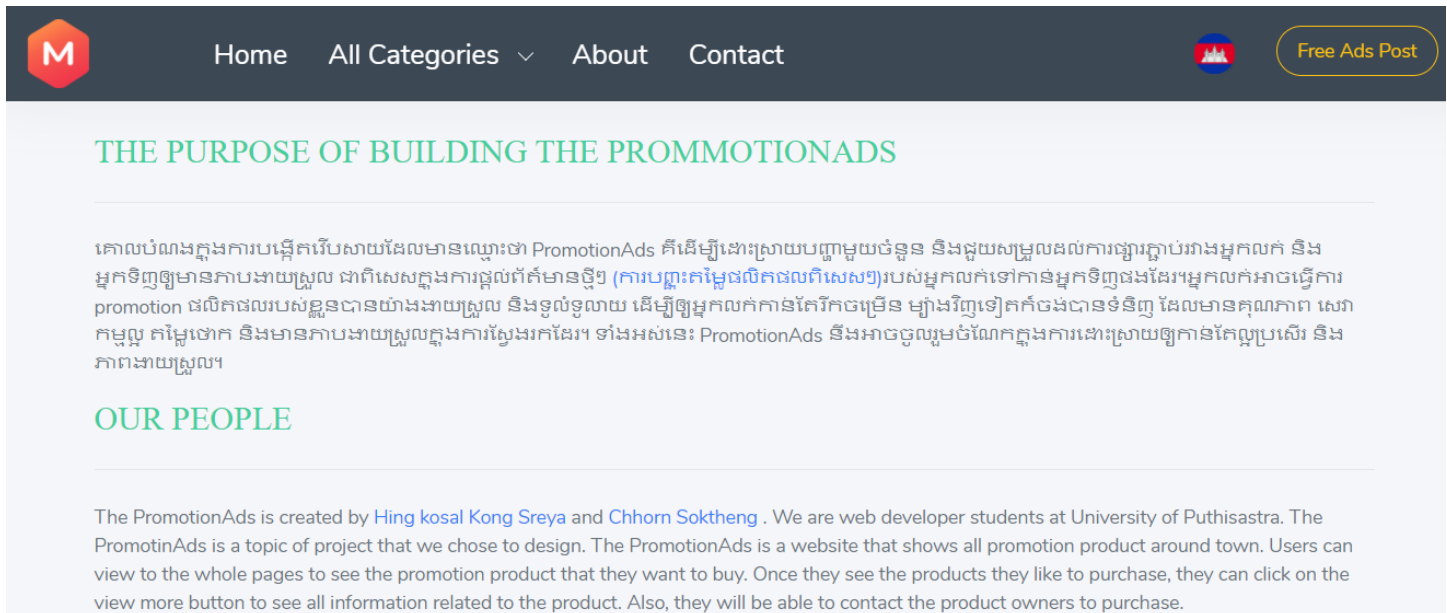 M
Home All Categories About Contact Free Ads Post
THE PURPOSE OF BUILDING THE PROMMOTIONADS
គោលបំណងក្នុងការបង្កើតវើបសាយដែលមានឈ្មោះថា PromotionAds គឺដើម្បីដោះស្រាយបញ្ហាមួយចំនួន និងជួយសម្រួលដល់ការផ្សារភ្ជាប់រវាងអ្នកលក់ និង
អ្នកទិញឲ្យមានភាបងាយស្រួល ជាពិសេសក្នុងការផ្តល់ព័ត៌មានថ្មីៗ (ការបញ្ចុះតម្លៃផលិតផលពិសេសៗ)របស់អ្នកលក់ទៅកាន់អ្នកទិញផងដែរ។អ្នកលក់អាចធ្វើការ
promotion ផលិតផលរបស់ខ្លួនបានយ៉ាងងាយស្រួល និងទូលំទូលាយ ដើម្បីឲ្យអ្នកលក់កាន់តែរីកចម្រើន ម្យ៉ាងវិញទៀតក៏ចង់បានទំនិញ ដែលមានគុណភាព សេវា
កម្មល្អ តម្លៃថោក និងមានភាបងាយស្រួលក្នុងការស្វែងរកដែរ។ ទាំងអស់នេះ PromotionAds នឹងអាចចូលរួមចំណែកក្នុងការដោះស្រាយឲ្យកាន់តែល្អប្រសើរ និង
ភាពងាយស្រួល។
OUR PEOPLE
The PromotionAds is created by Hing kosal Kong Sreya and Chhorn Soktheng . We are web developer students at University of Puthisastra. The
PromotinAds is a topic of project that we chose to design. The PromotionAds is a website that shows all promotion product around town. Users can
view to the whole pages to see the promotion product that they want to buy. Once they see the products they like to purchase, they can click on the
view more button to see all information related to the product. Also, they will be able to contact the product owners to purchase.